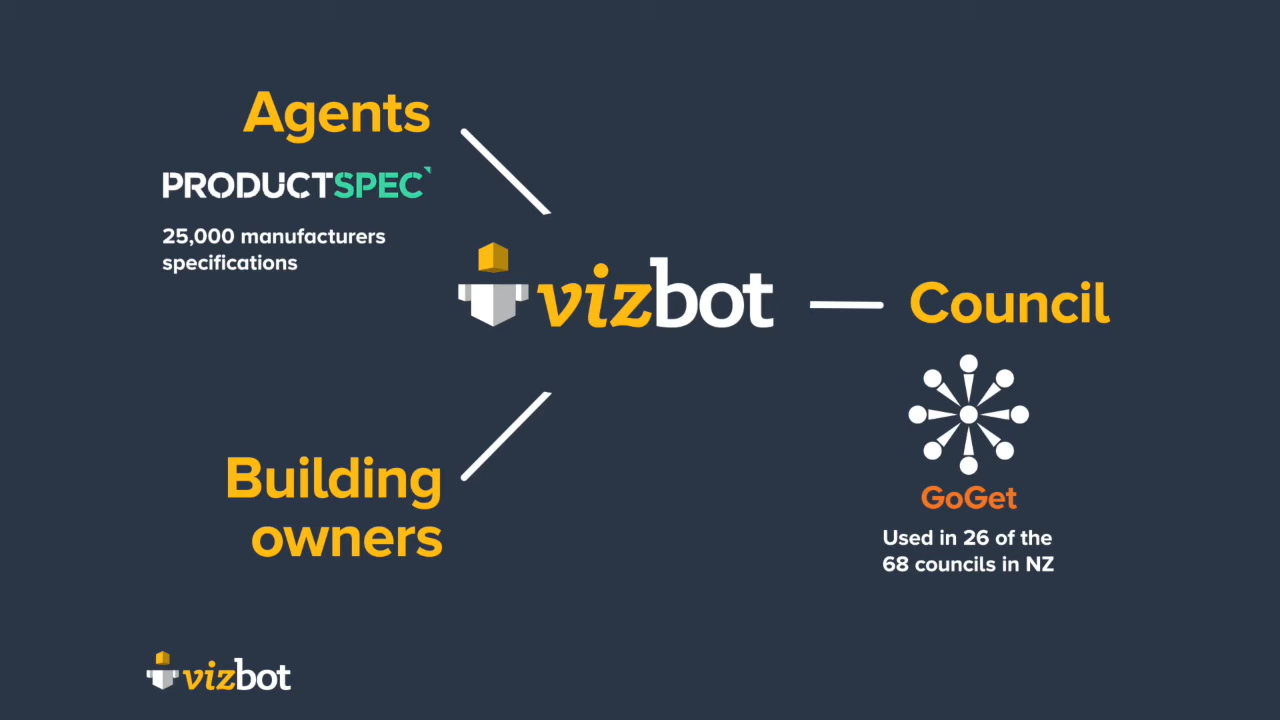 Agents
PRODUCTSPEC
25,000 manufacturers
specifications
vizbot
Council
GoGet
Used in 26 of the
68 councils in NZ
Building
owners
vizbot